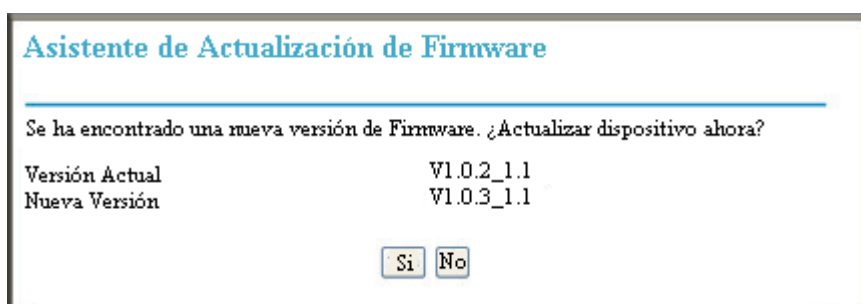 Asistente de Actualización de Firmware
Se ha encontrado una nueva versión de Firmware. ¿Actualizar dispositivo ahora?
Versión Actual V1.0.2_1.1
Nueva Versión V1.0.3_1.1
Si No